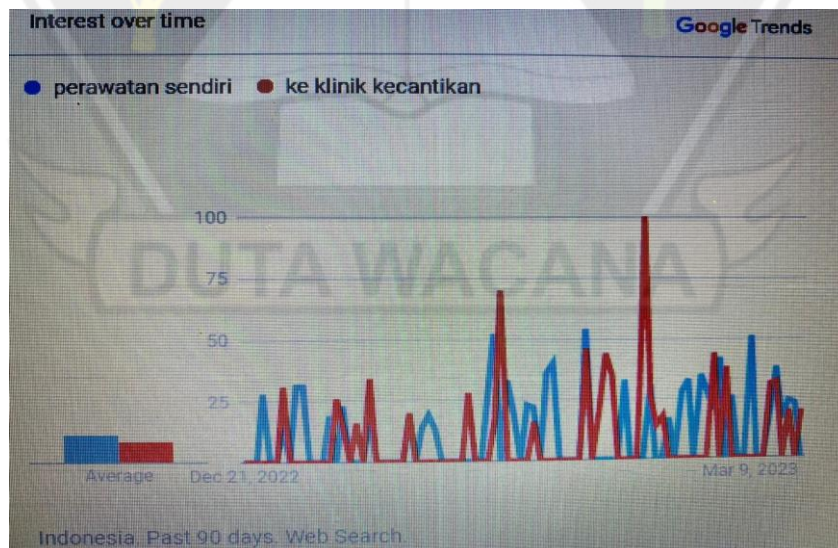 Interest over time
Google Trends
perawatan sendiri
ke klinik kecantikan
100
DUTA WACANA
75
50
25
Average
Dec 21, 2022
Mar 9, 2023
Indonesia. Past 90 days. Web Search.